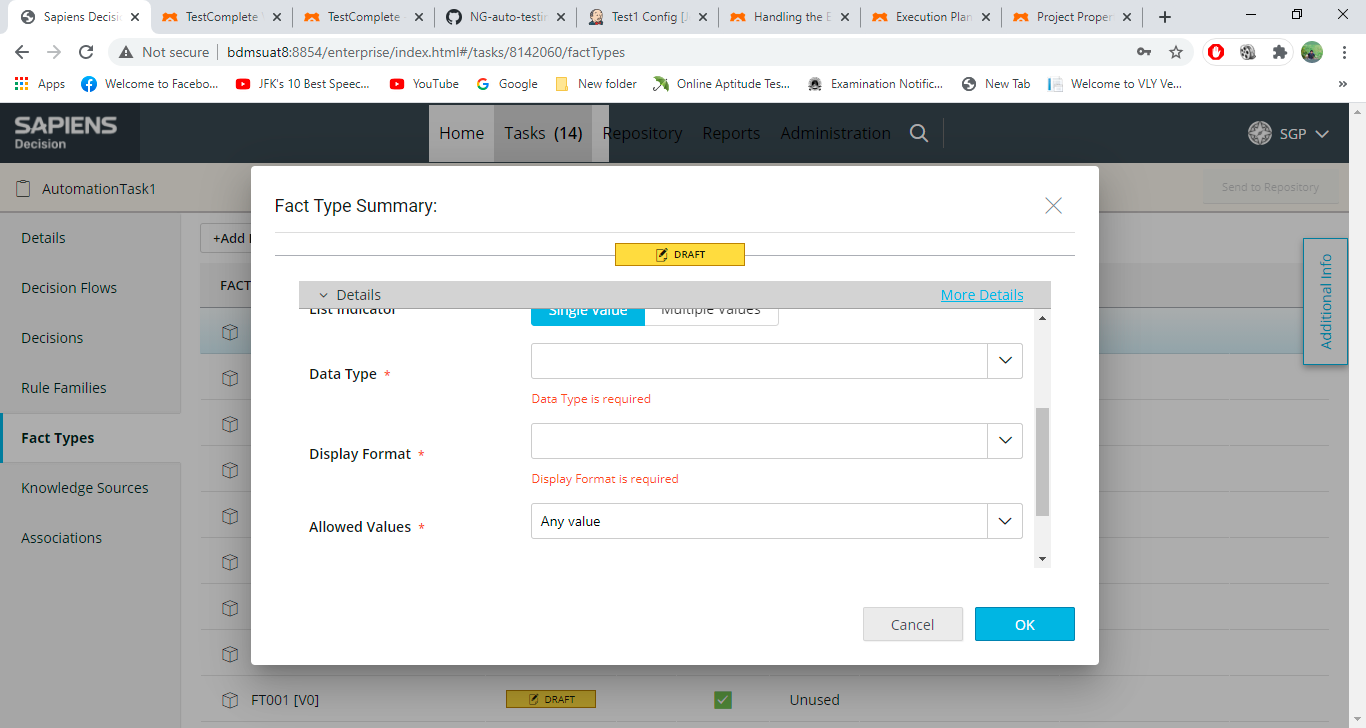 Sapiens Decisi
TestComplete
TestComplete
NG-auto-testin
Test1 Config [J
Handling the E
Execution Plan
Project Proper
Not secure
bdmsuat8:8854/enterprise/index.html#/tasks/8142060/factTypes
Apps
Welcome to Facebo...
JFK's 10 Best Speec...
YouTube
Google
New folder
Online Aptitude Tes...
Examination Notific...
New Tab
Welcome to VLY Ve...
SAPIENS
Decision
Home
Tasks (14)
Repository
Reports
Administration
SGP
AutomationTask1
Send to Repository
Details
Decision Flows
Decisions
Rule Families
Fact Types
Knowledge Sources
Associations
+Add
FACT
Additional Info
Fact Type Summary:
DRAFT
Details
More Details
List Indicator
Single Value
Multiple Values
Data Type *
Data Type is required
Display Format *
Display Format is required
Allowed Values *
Any value
Cancel
OK
FT001 [V0]
DRAFT
Unused